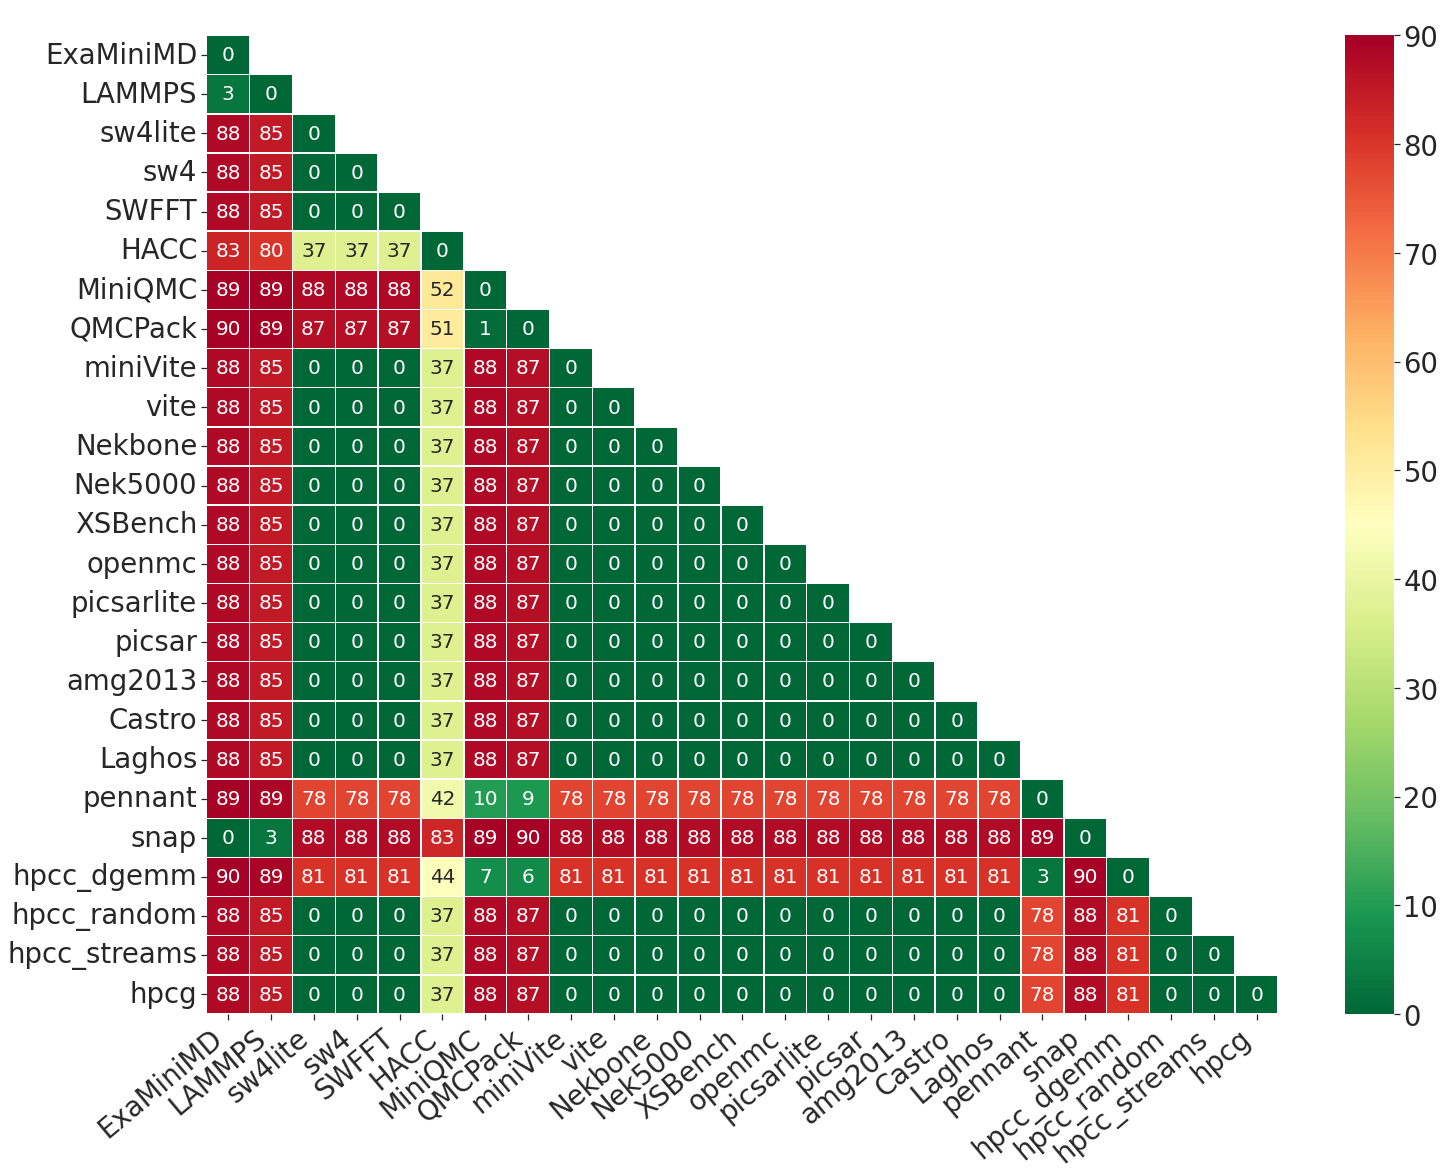 ExaMiniMD 0
LAMMPS 3 0
sw4lite 88 85 0
sw4 88 85 0 0
SWFFT 88 85 0 0 0
HACC 83 80 37 37 37 0
MiniQMC 89 89 88 88 88 52 0
QMCPack 90 89 87 87 87 51 1 0
miniVite 88 85 0 0 0 37 88 87 0
vite 88 85 0 0 0 37 88 87 0 0
Nekbone 88 85 0 0 0 37 88 87 0 0 0
Nek5000 88 85 0 0 0 37 88 87 0 0 0 0
XSBench 88 85 0 0 0 37 88 87 0 0 0 0 0
openmc 88 85 0 0 0 37 88 87 0 0 0 0 0 0
picsarlite 88 85 0 0 0 37 88 87 0 0 0 0 0 0 0
picsar 88 85 0 0 0 37 88 87 0 0 0 0 0 0 0 0
amg2013 88 85 0 0 0 37 88 87 0 0 0 0 0 0 0 0 0
Castro 88 85 0 0 0 37 88 87 0 0 0 0 0 0 0 0 0 0
Laghos 88 85 0 0 0 37 88 87 0 0 0 0 0 0 0 0 0 0 0
pennant 89 89 78 78 78 42 10 9 78 78 78 78 78 78 78 78 78 78 78 0
snap 0 3 88 88 88 83 89 90 88 88 88 88 88 88 88 88 88 88 88 89 0
hpcc_dgemm 90 89 81 81 81 44 7 6 81 81 81 81 81 81 81 81 81 81 81 3 90 0
hpcc_random 88 85 0 0 0 37 88 87 0 0 0 0 0 0 0 0 0 0 0 78 88 81 0
hpcc_streams 88 85 0 0 0 37 88 87 0 0 0 0 0 0 0 0 0 0 0 78 88 81 0 0
hpcg 88 85 0 0 0 37 88 87 0 0 0 0 0 0 0 0 0 0 0 78 88 81 0 0 0
ExaMiniMD
LAMMPS
sw4lite
sw4
SWFFT
HACC
MiniQMC
QMCPack
miniVite
vite
Nekbone
Nek5000
XSBench
openmc
picsarlite
picsar
amg2013
Castro
Laghos
pennant
snap
hpcc_dgemm
hpcc_random
hpcc_streams
hpcg
90
80
70
60
50
40
30
20
10
0